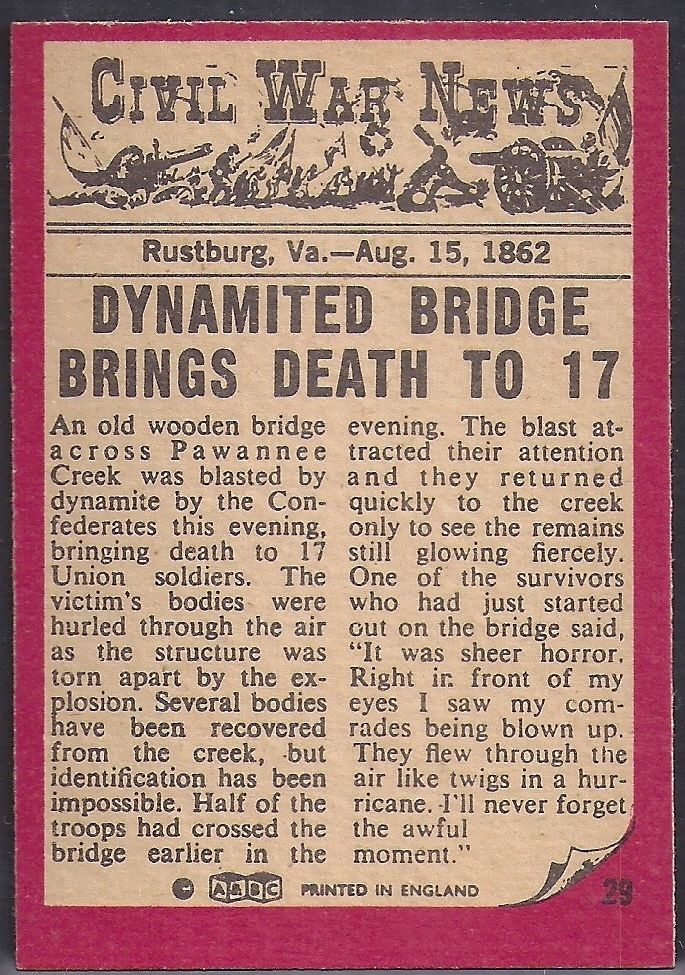 CIVIL WAR NEWS
Rustburg, Va.—Aug. 15, 1862
DYNAMITED BRIDGE
BRINGS DEATH TO 17
An old wooden bridge
across Pawannee
Creek was blasted by
dynamite by the Con-
federates this evening,
bringing death to 17
Union soldiers. The
victim's bodies were
hurled through the air
as the structure was
torn apart by the ex-
plosion. Several bodies
have been recovered
from the creek, but
identification has been
impossible. Half of the
troops had crossed the
bridge earlier in the
evening. The blast at-
tracted their attention
and they returned
quickly to the creek
only to see the remains
still glowing fiercely.
One of the survivors
who had just started
out on the bridge said,
“It was sheer horror.
Right in front of my
eyes I saw my com-
rades being blown up.
They flew through the
air like twigs in a hur-
ricane. I'll never forget
the awful
moment.”
© A&BC PRINTED IN ENGLAND
29